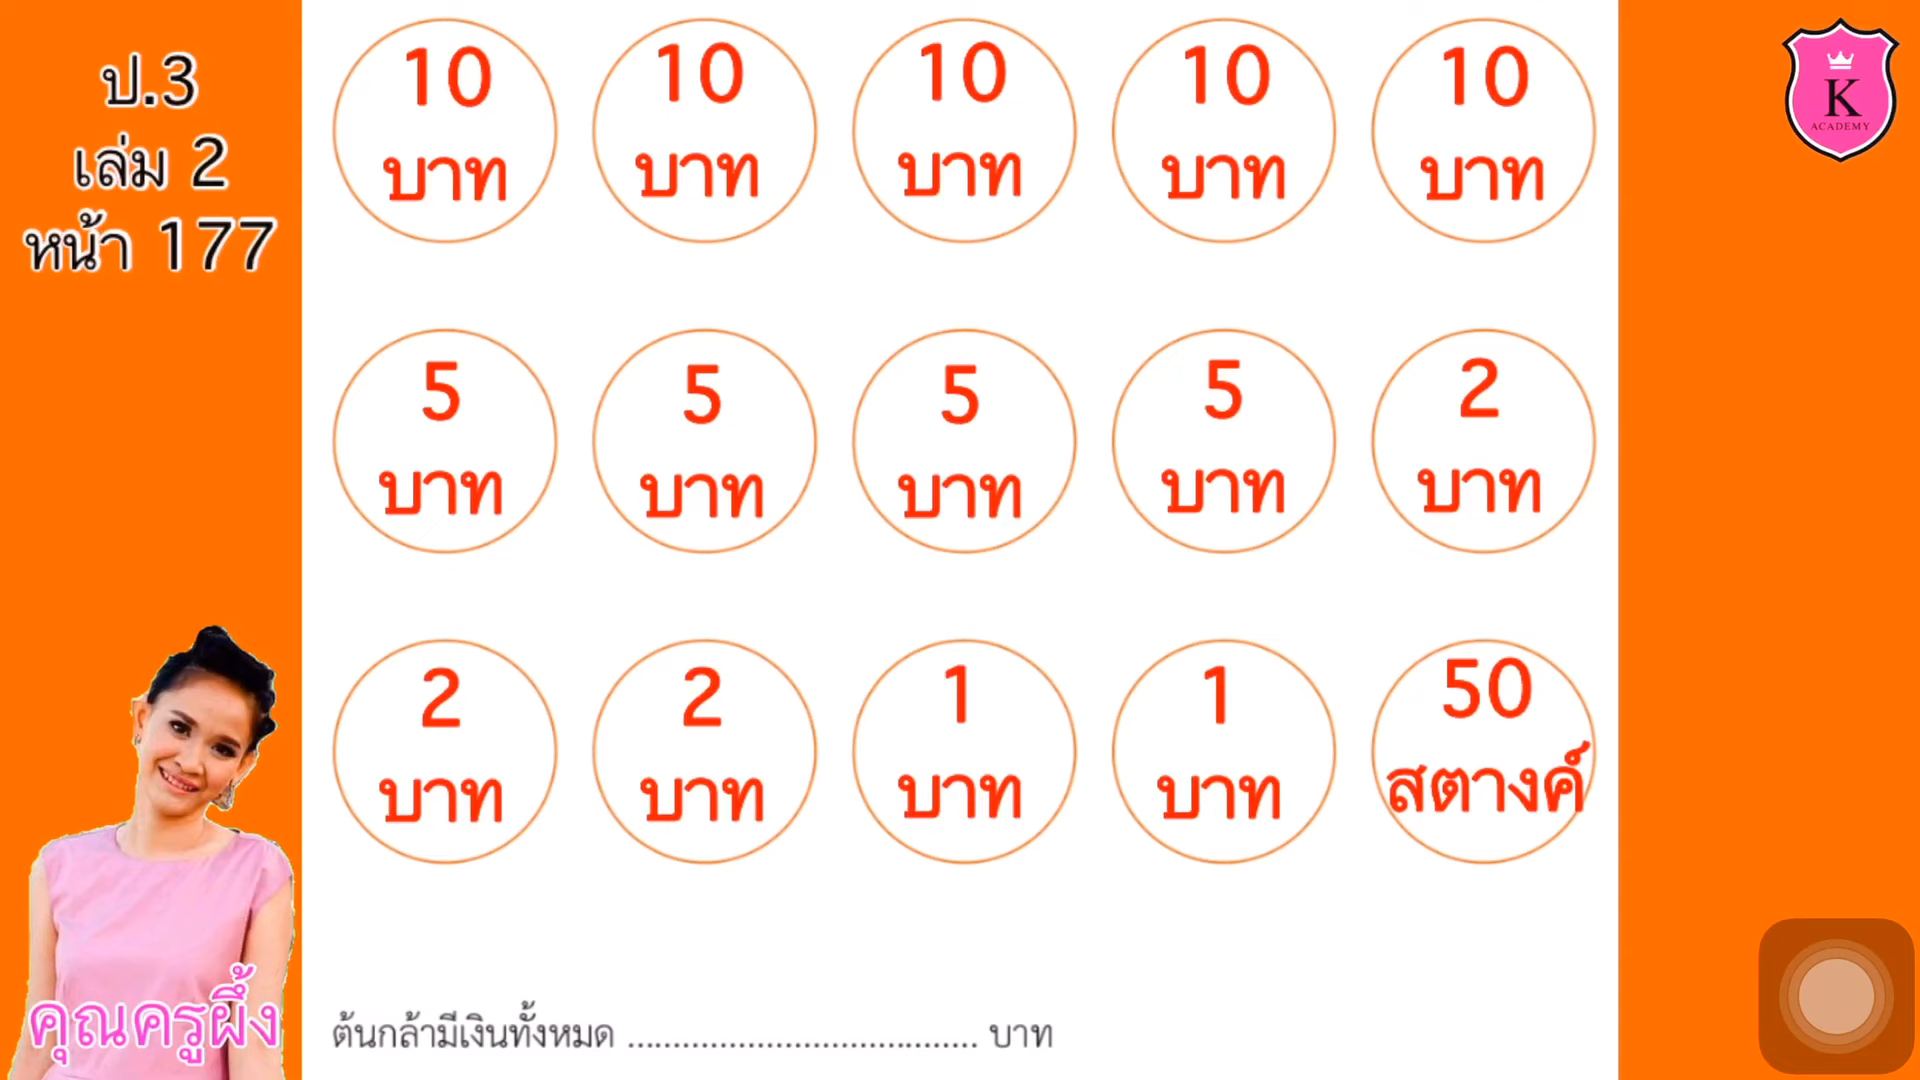 ป.3
เล่ม 2
หน้า 177
10 10 10 10 10
บาท บาท บาท บาท บาท
5 5 5 5 2
บาท บาท บาท บาท บาท
2 2 1 1 50
บาท บาท บาท บาท สตางค์
ต้นกล้ามีเงินทั้งหมด ..................................... บาท
คุณครูผึ้ง
K
ACADEMY